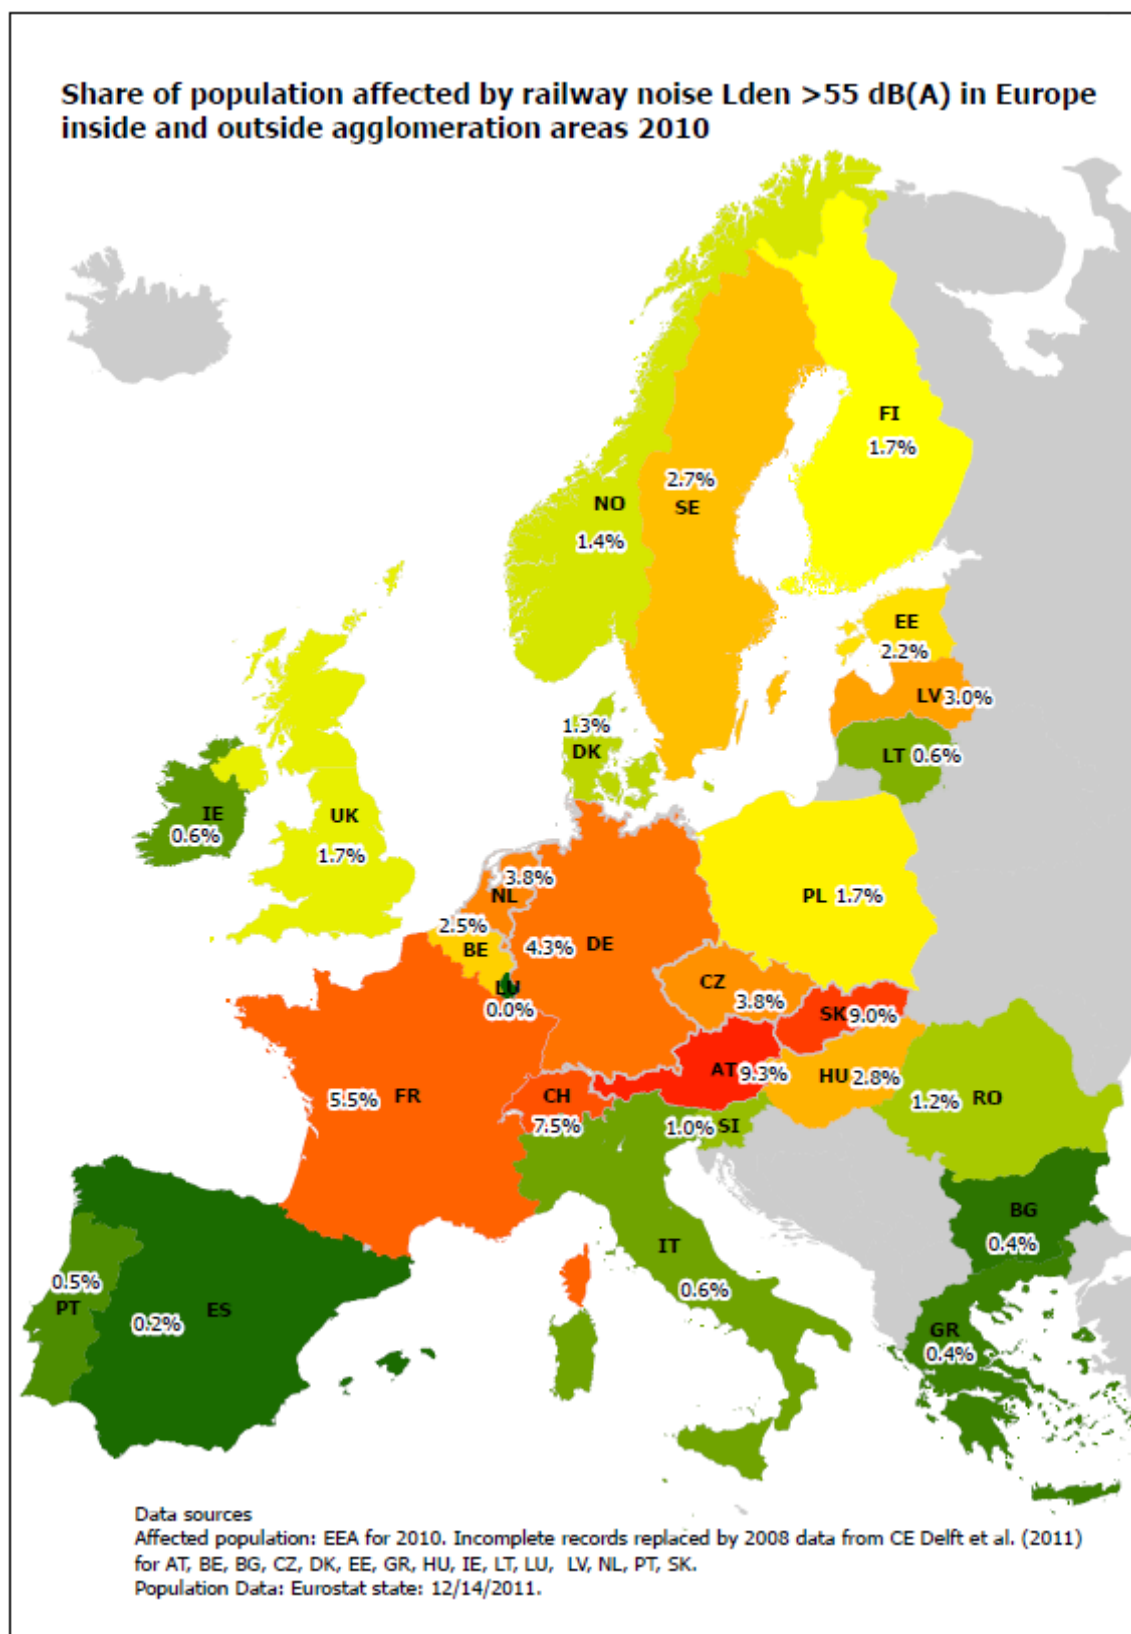 Share of population affected by railway noise Lden >55 dB(A) in Europe
inside and outside agglomeration areas 2010
FI
1.7%
2.7%
SE
NO
1.4%
EE
2.2%
LV 3.0%
1.3%
DK
LT 0.6%
IE
0.6%
UK
1.7%
3.8%
NL
PL 1.7%
2.5%
BE
4.3% DE
CZ
3.8%
LU
0.0%
SK 9.0%
AT 9.3%
HU 2.8%
5.5% FR
CH
7.5%
1.2% RO
1.0% SI
BG
0.4%
IT
0.6%
0.5%
PT
0.2% ES
GR
0.4%
Data sources
Affected population: EEA for 2010. Incomplete records replaced by 2008 data from CE Delft et al. (2011)
for AT, BE, BG, CZ, DK, EE, GR, HU, IE, LT, LU, LV, NL, PT, SK.
Population Data: Eurostat state: 12/14/2011.